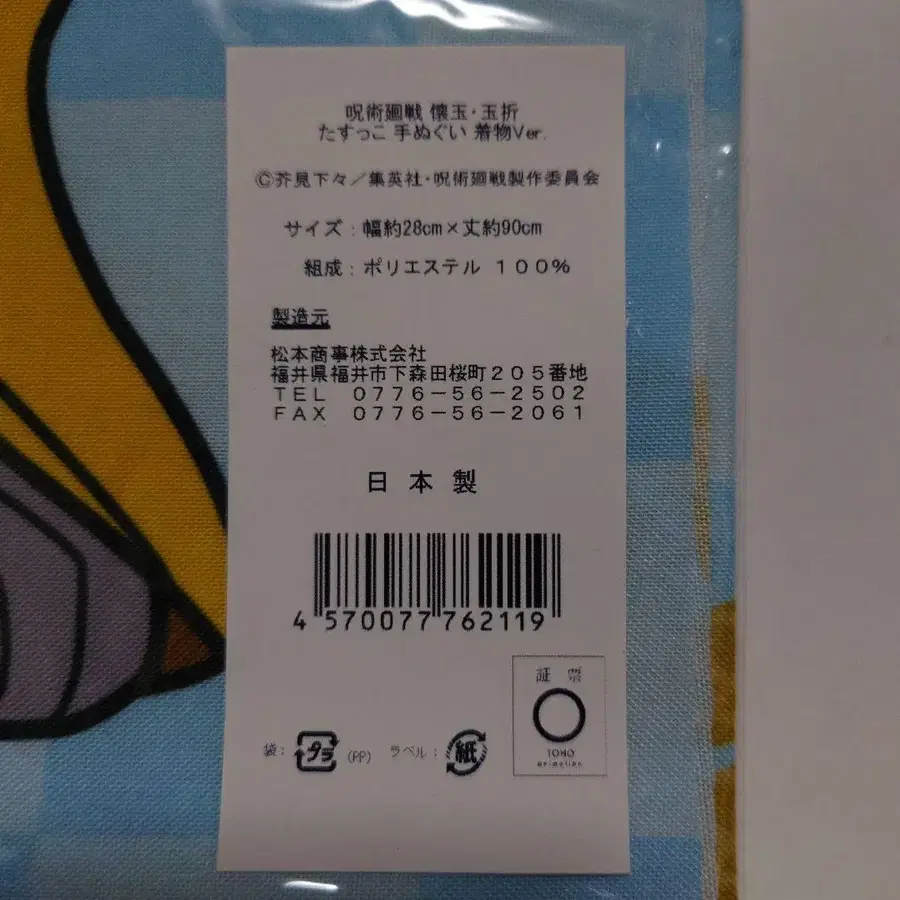 呪術廻戦 懐玉・玉折
たすっこ 手ぬぐい 着物Ver.
©芥見下々／集英社・呪術廻戦製作委員会
サイズ：幅約28cm×丈約90cm
組成：ポリエステル １００％
製造元
松本商事株式会社
福井県福井市下森田桜町２０５番地
ＴＥＬ　０７７６－５６－２５０２
ＦＡＸ　０７７６－５６－２０６１
日 本 製
4 570077 762119
証 票
TOHO
animation
袋： プラ (PP) ラベル： 紙